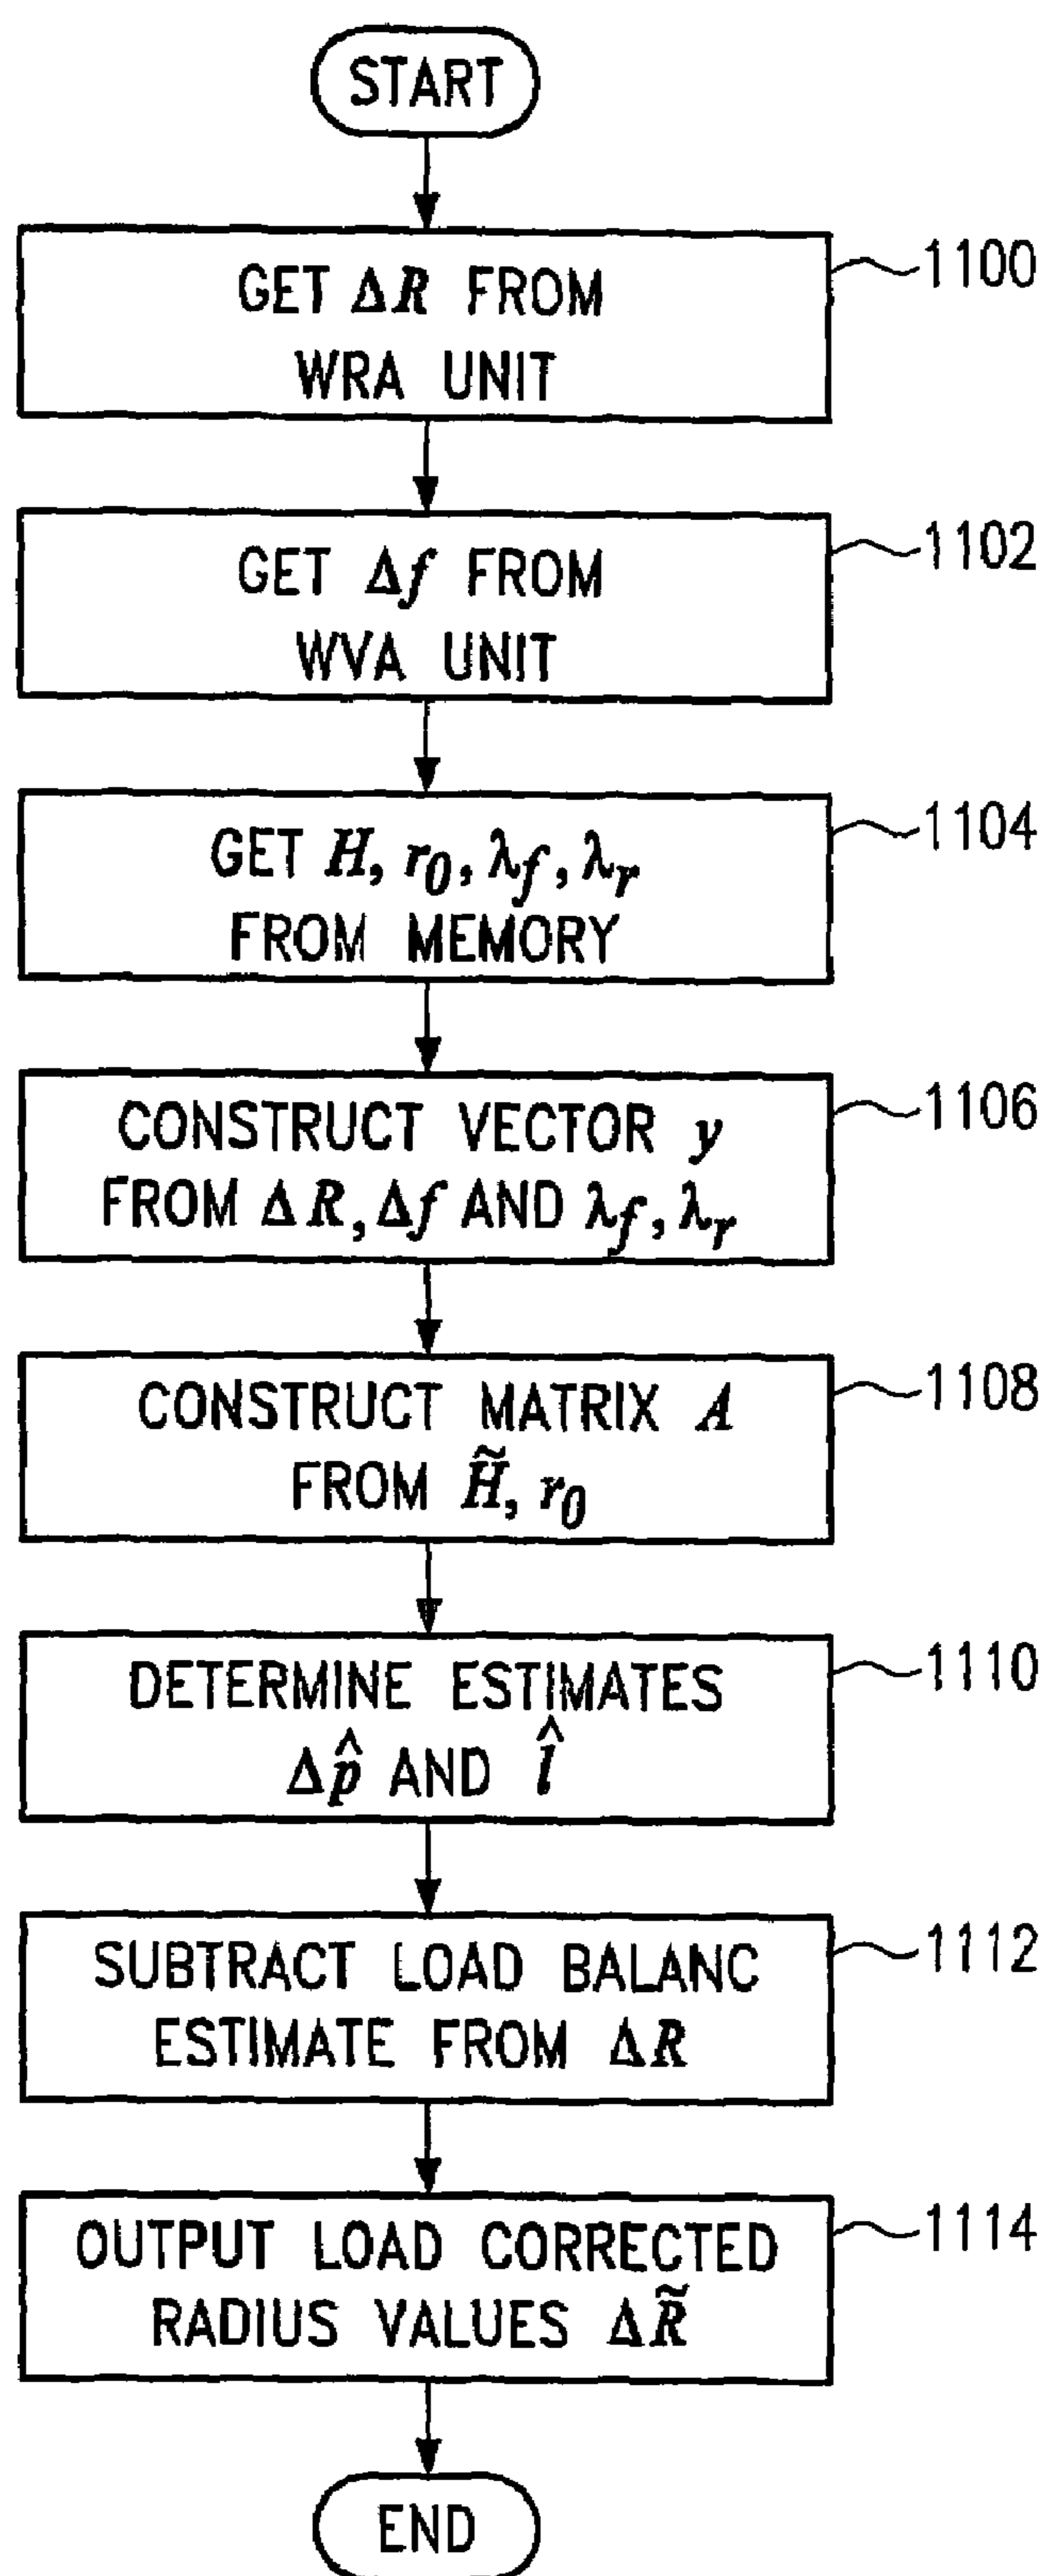 START
GET ΔR FROM
WRA UNIT
1100
GET Δf FROM
WVA UNIT
1102
GET H, r₀, λf, λr
FROM MEMORY
1104
CONSTRUCT VECTOR y
FROM ΔR, Δf AND λf, λr
1106
CONSTRUCT MATRIX A
FROM H̃, r₀
1108
DETERMINE ESTIMATES
Δp̂ AND l̂
1110
SUBTRACT LOAD BALANC
ESTIMATE FROM ΔR
1112
OUTPUT LOAD CORRECTED
RADIUS VALUES ΔR̃
1114
END